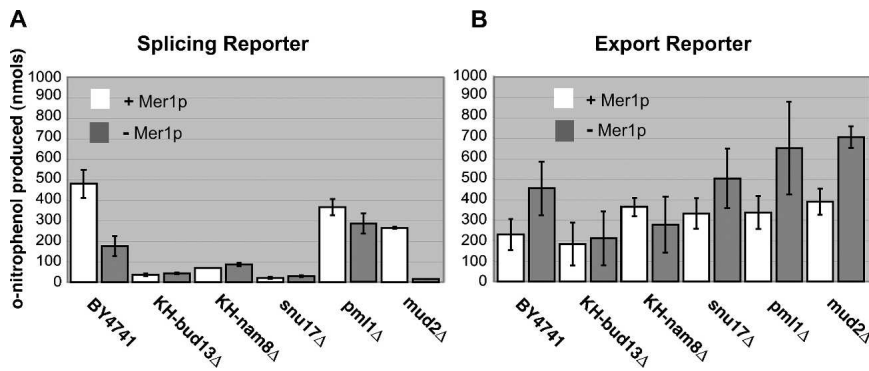 A
Splicing Reporter
o-nitrophenol produced (nmols)
1000
900
800
700
600
500
400
300
200
100
0
+ Mer1p
- Mer1p
BY4741
KH-bud13Δ
KH-nam8Δ
snu17Δ
pml1Δ
mud2Δ
B
Export Reporter
1000
900
800
700
600
500
400
300
200
100
0
+ Mer1p
- Mer1p
BY4741
KH-bud13Δ
KH-nam8Δ
snu17Δ
pml1Δ
mud2Δ